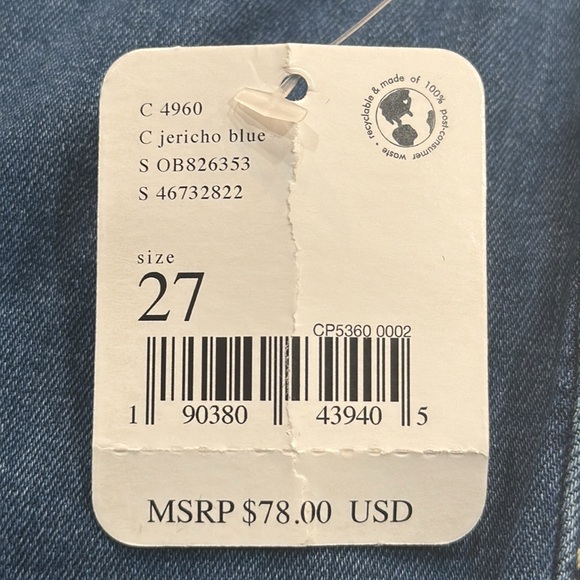 C 4960
C jericho blue
S OB826353
S 46732822
recyclable & made of 100% post-consumer waste •
size
27
CP5360 0002
1 90380 43940 5
MSRP $78.00 USD